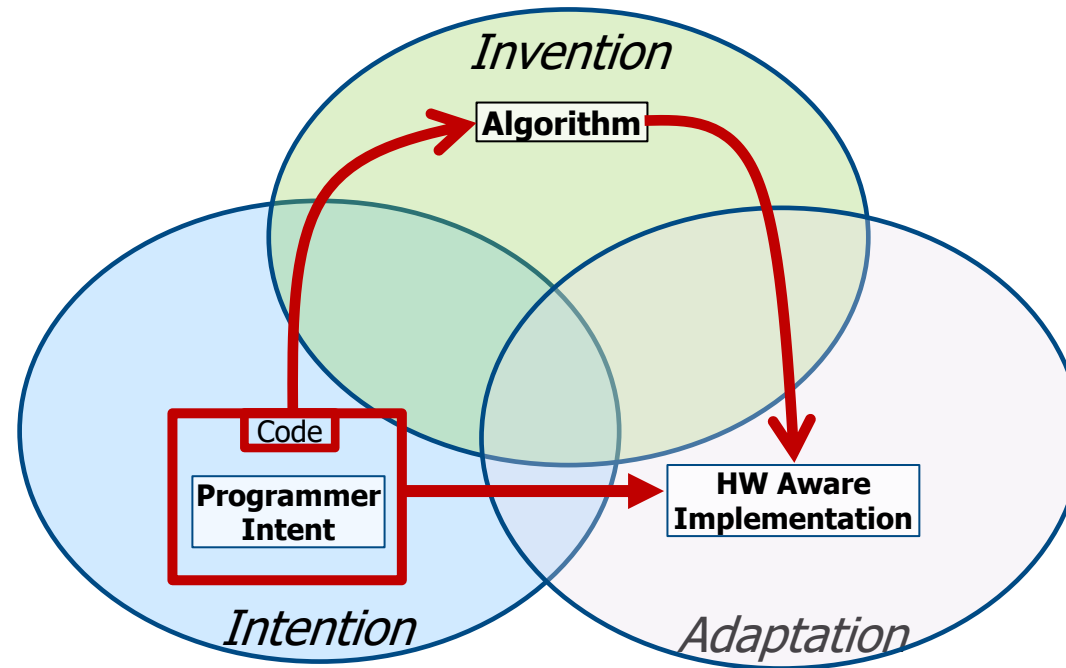 Invention
Algorithm
Code
Programmer
Intent
HW Aware
Implementation
Intention
Adaptation